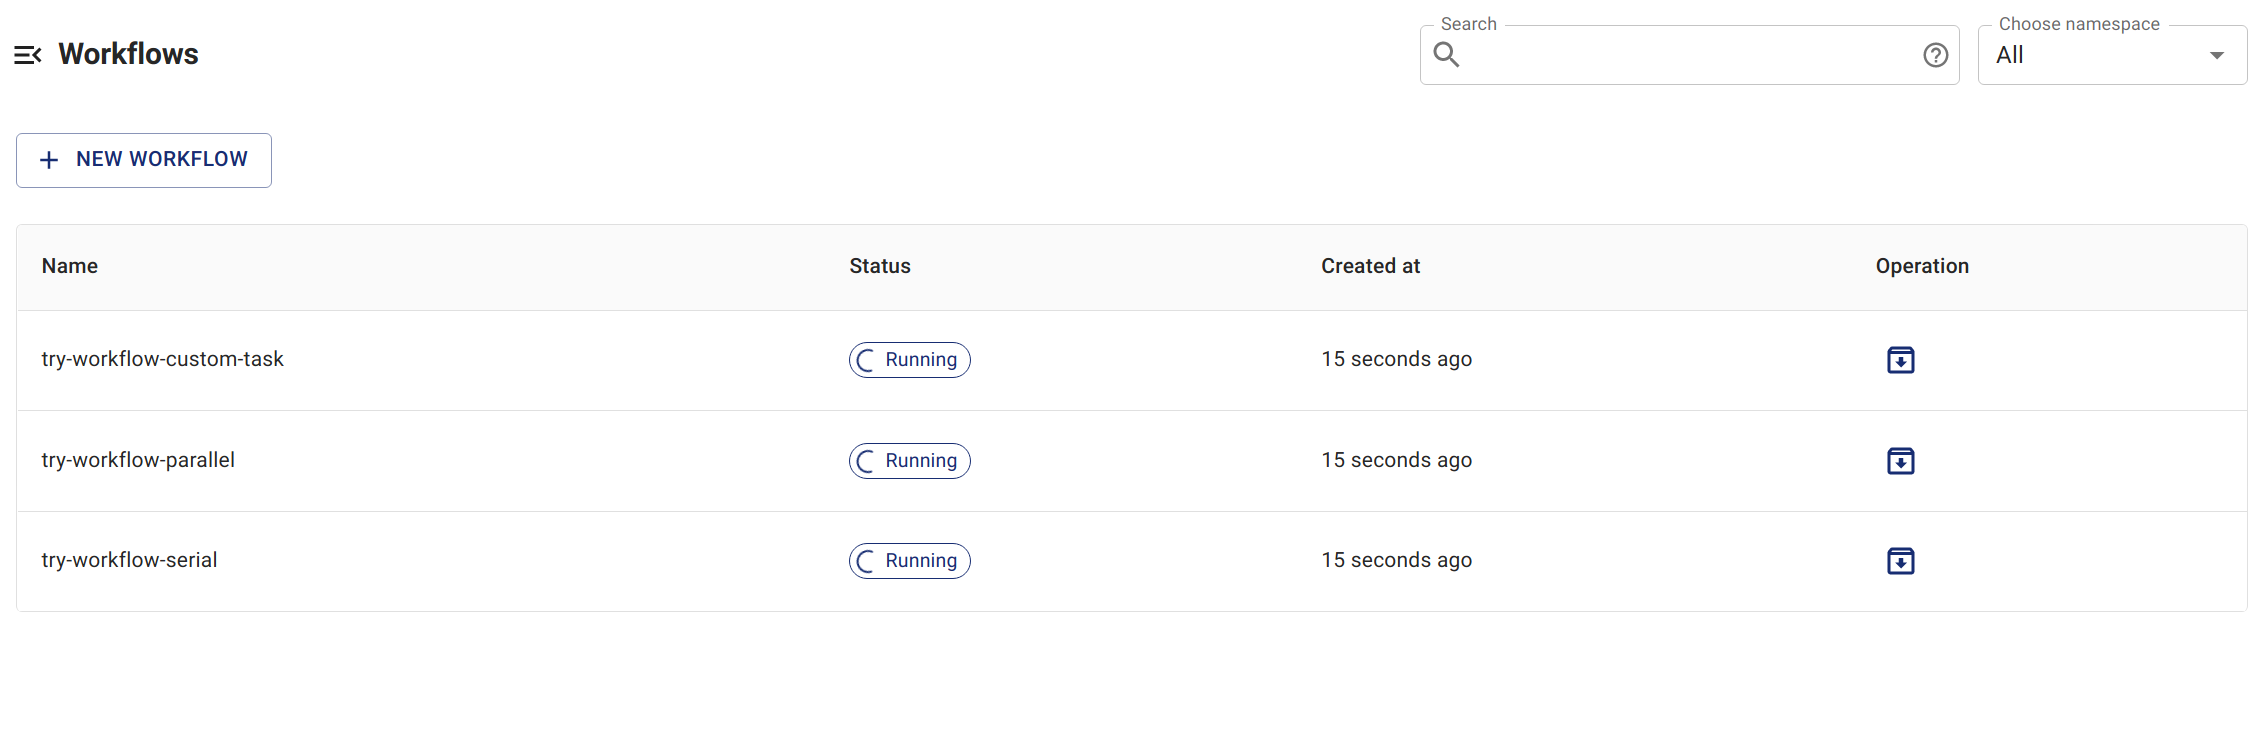 Workflows
Search
Choose namespace
All
NEW WORKFLOW
Name Status Created at Operation
try-workflow-custom-task Running 15 seconds ago
try-workflow-parallel Running 15 seconds ago
try-workflow-serial Running 15 seconds ago